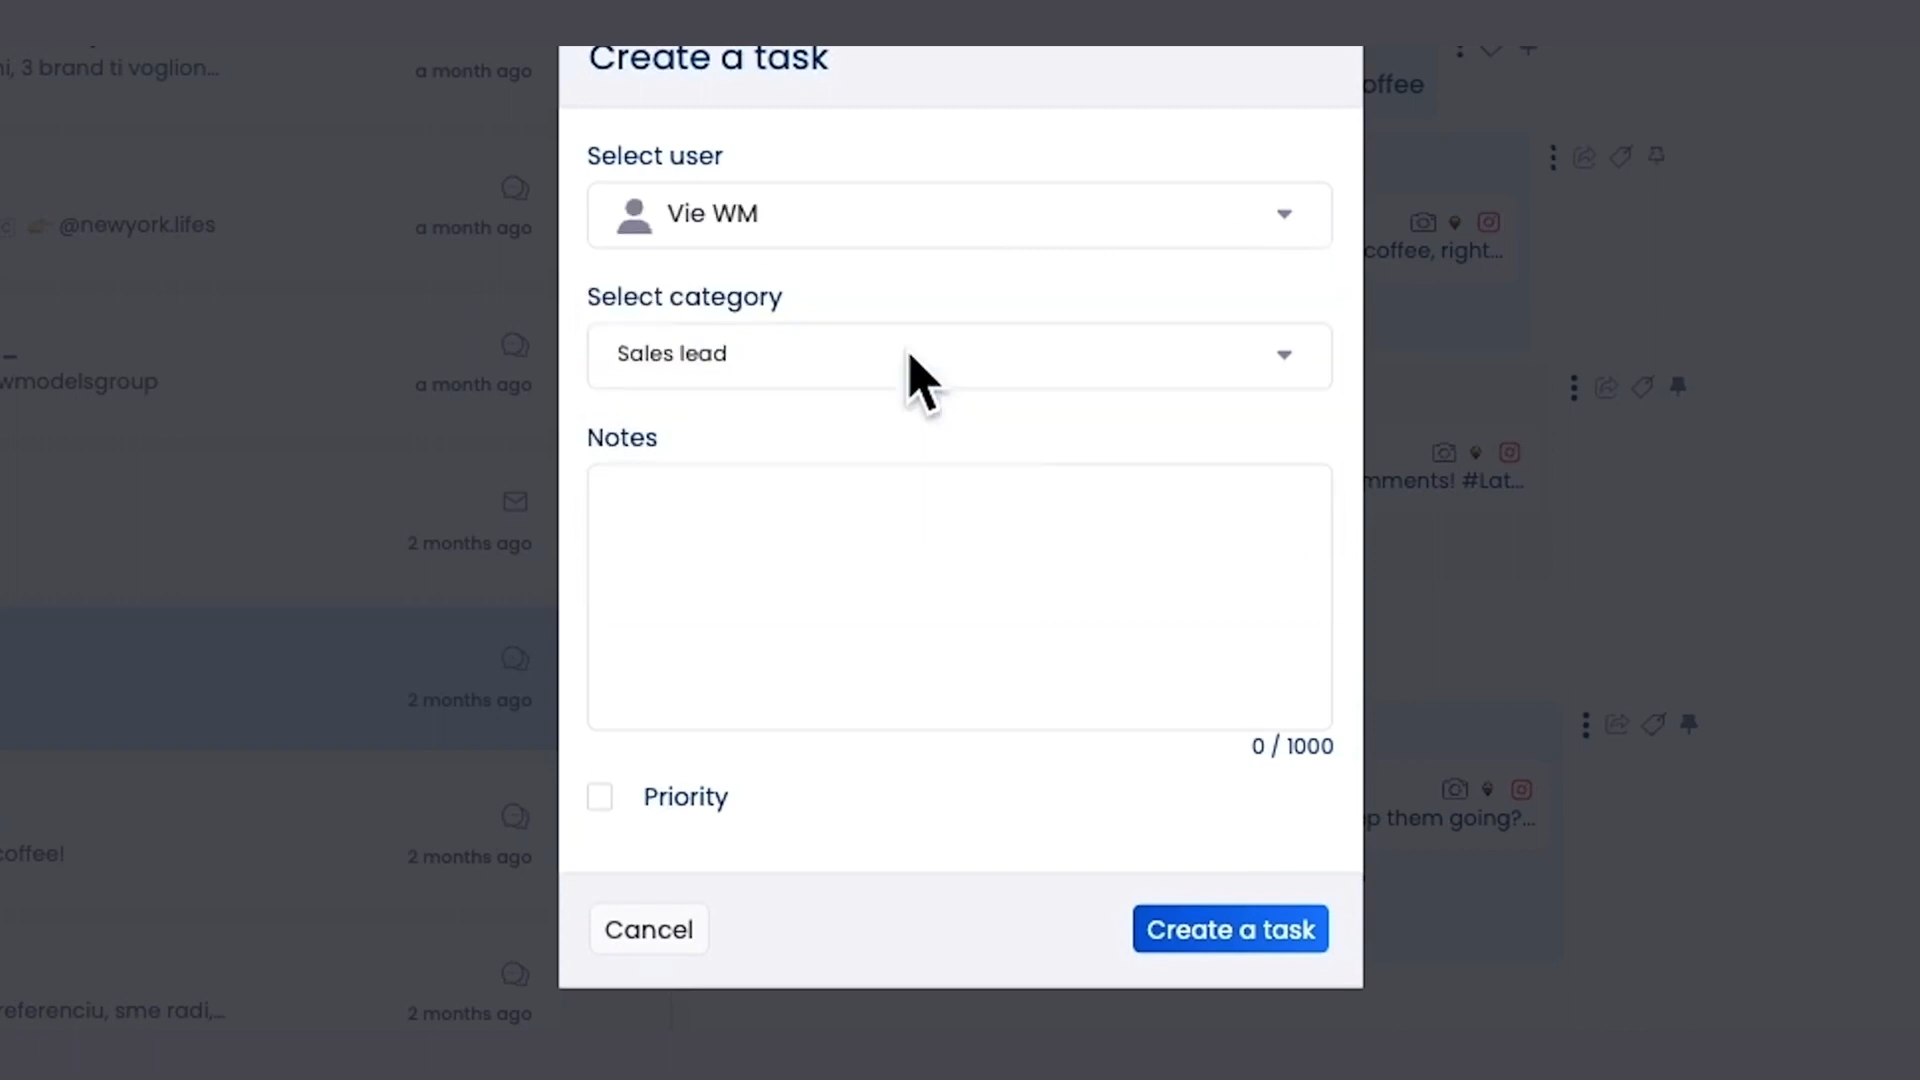 Create a task
ni, 3 brand ti voglion...
a month ago
offee
Select user
Vie WM
@newyork.lifes
a month ago
coffee, right...
Select category
Sales lead
wmodelsgroup
a month ago
Notes
mments! #Lat...
2 months ago
2 months ago
0 / 1000
Priority
p them going?...
coffee!
2 months ago
Cancel
Create a task
referenciu, sme radi,...
2 months ago